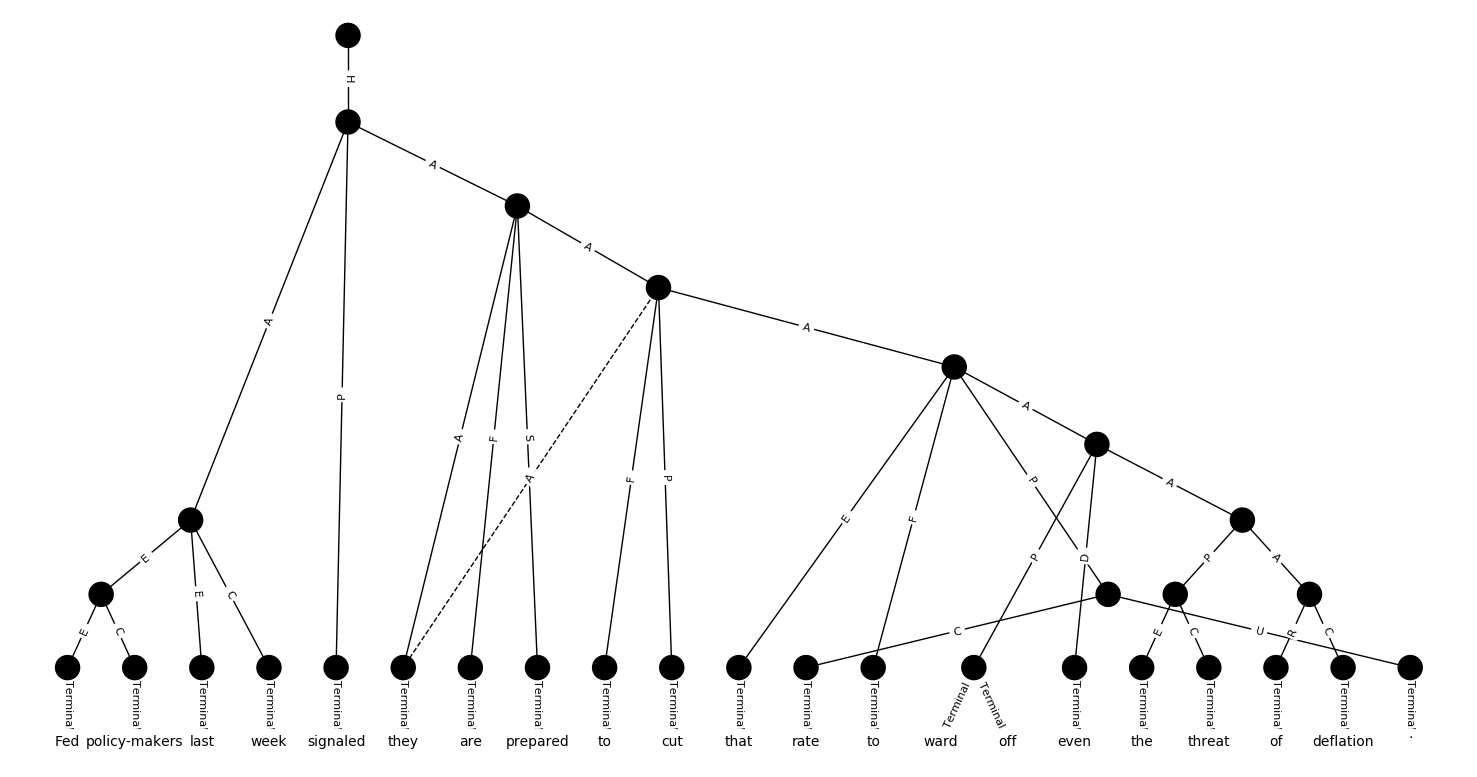 H
A
A
A
A
P
A
F
S
A
F
P
A
E
F
P
A
P
D
P
A
E
E
C
E
C
C
U
E
C
R
C
Terminal Terminal Terminal Terminal Terminal Terminal Terminal Terminal Terminal Terminal Terminal Terminal Terminal Terminal Terminal Terminal Terminal Terminal Terminal Terminal Terminal
Fed policy-makers last week signaled they are prepared to cut that rate to ward off even the threat of deflation .